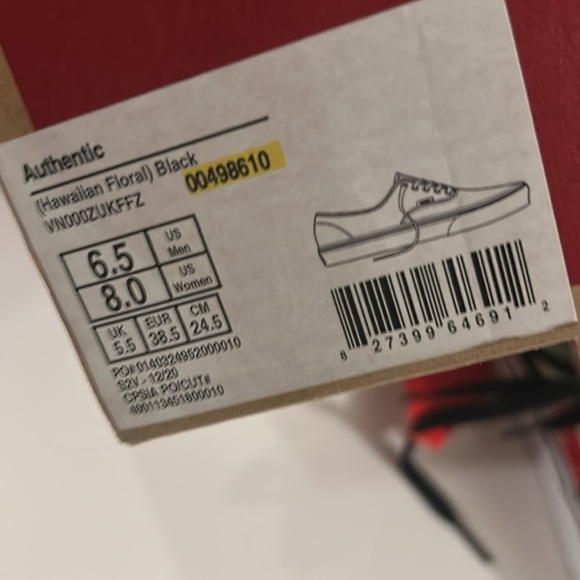 Authentic
(Hawaiian Floral) Black
VN000ZUKFFZ
00498610
6.5 US Men
8.0 US Women
UK 5.5 EUR 38.5 CM 24.5
PO#0140324952000010
S2V - 12/20
CPSIA PO/CUT#
400113451800010
8 27399 64691 2